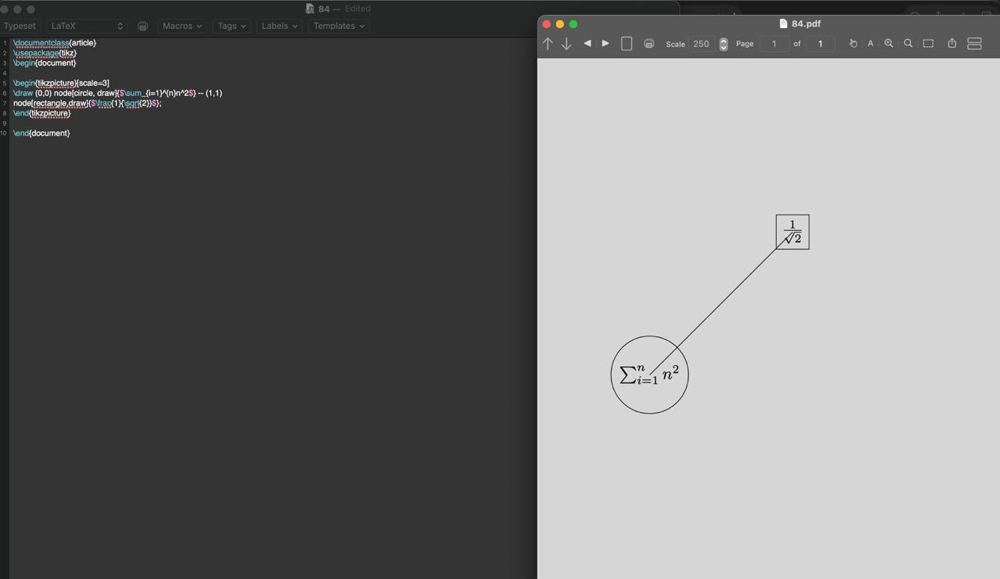 84 — Edited
Typeset LaTeX Macros Tags Labels Templates
1 \documentclass{article}
2 \usepackage{tikz}
3 \begin{document}
4
5 \begin{tikzpicture}[scale=3]
6 \draw (0,0) node[circle, draw]{$\sum_{i=1}^{n}n^2$} -- (1,1)
7 node[rectangle,draw]{$\frac{1}{\sqrt{2}}$};
8 \end{tikzpicture}
9
10 \end{document}
84.pdf
Scale 250 Page 1 of 1 A
1
√2
∑ⁿᵢ₌₁ n²